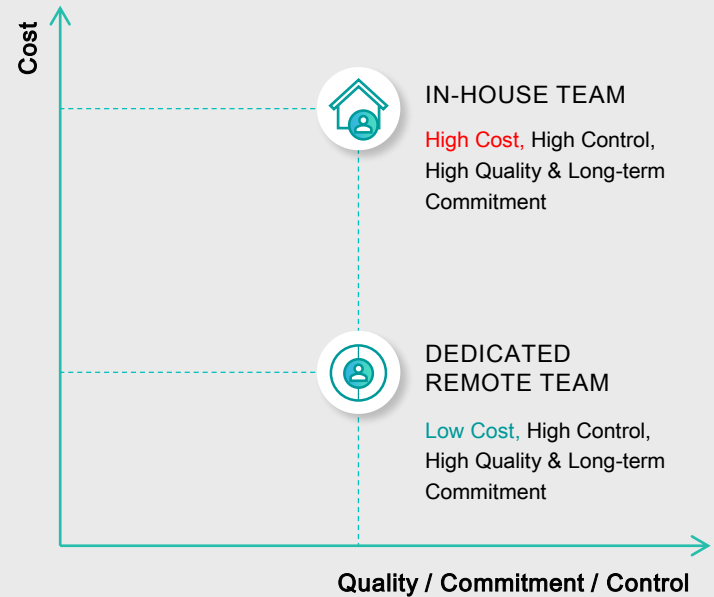 Cost
IN-HOUSE TEAM
High Cost, High Control,
High Quality & Long-term
Commitment
DEDICATED
REMOTE TEAM
Low Cost, High Control,
High Quality & Long-term
Commitment
Quality / Commitment / Control